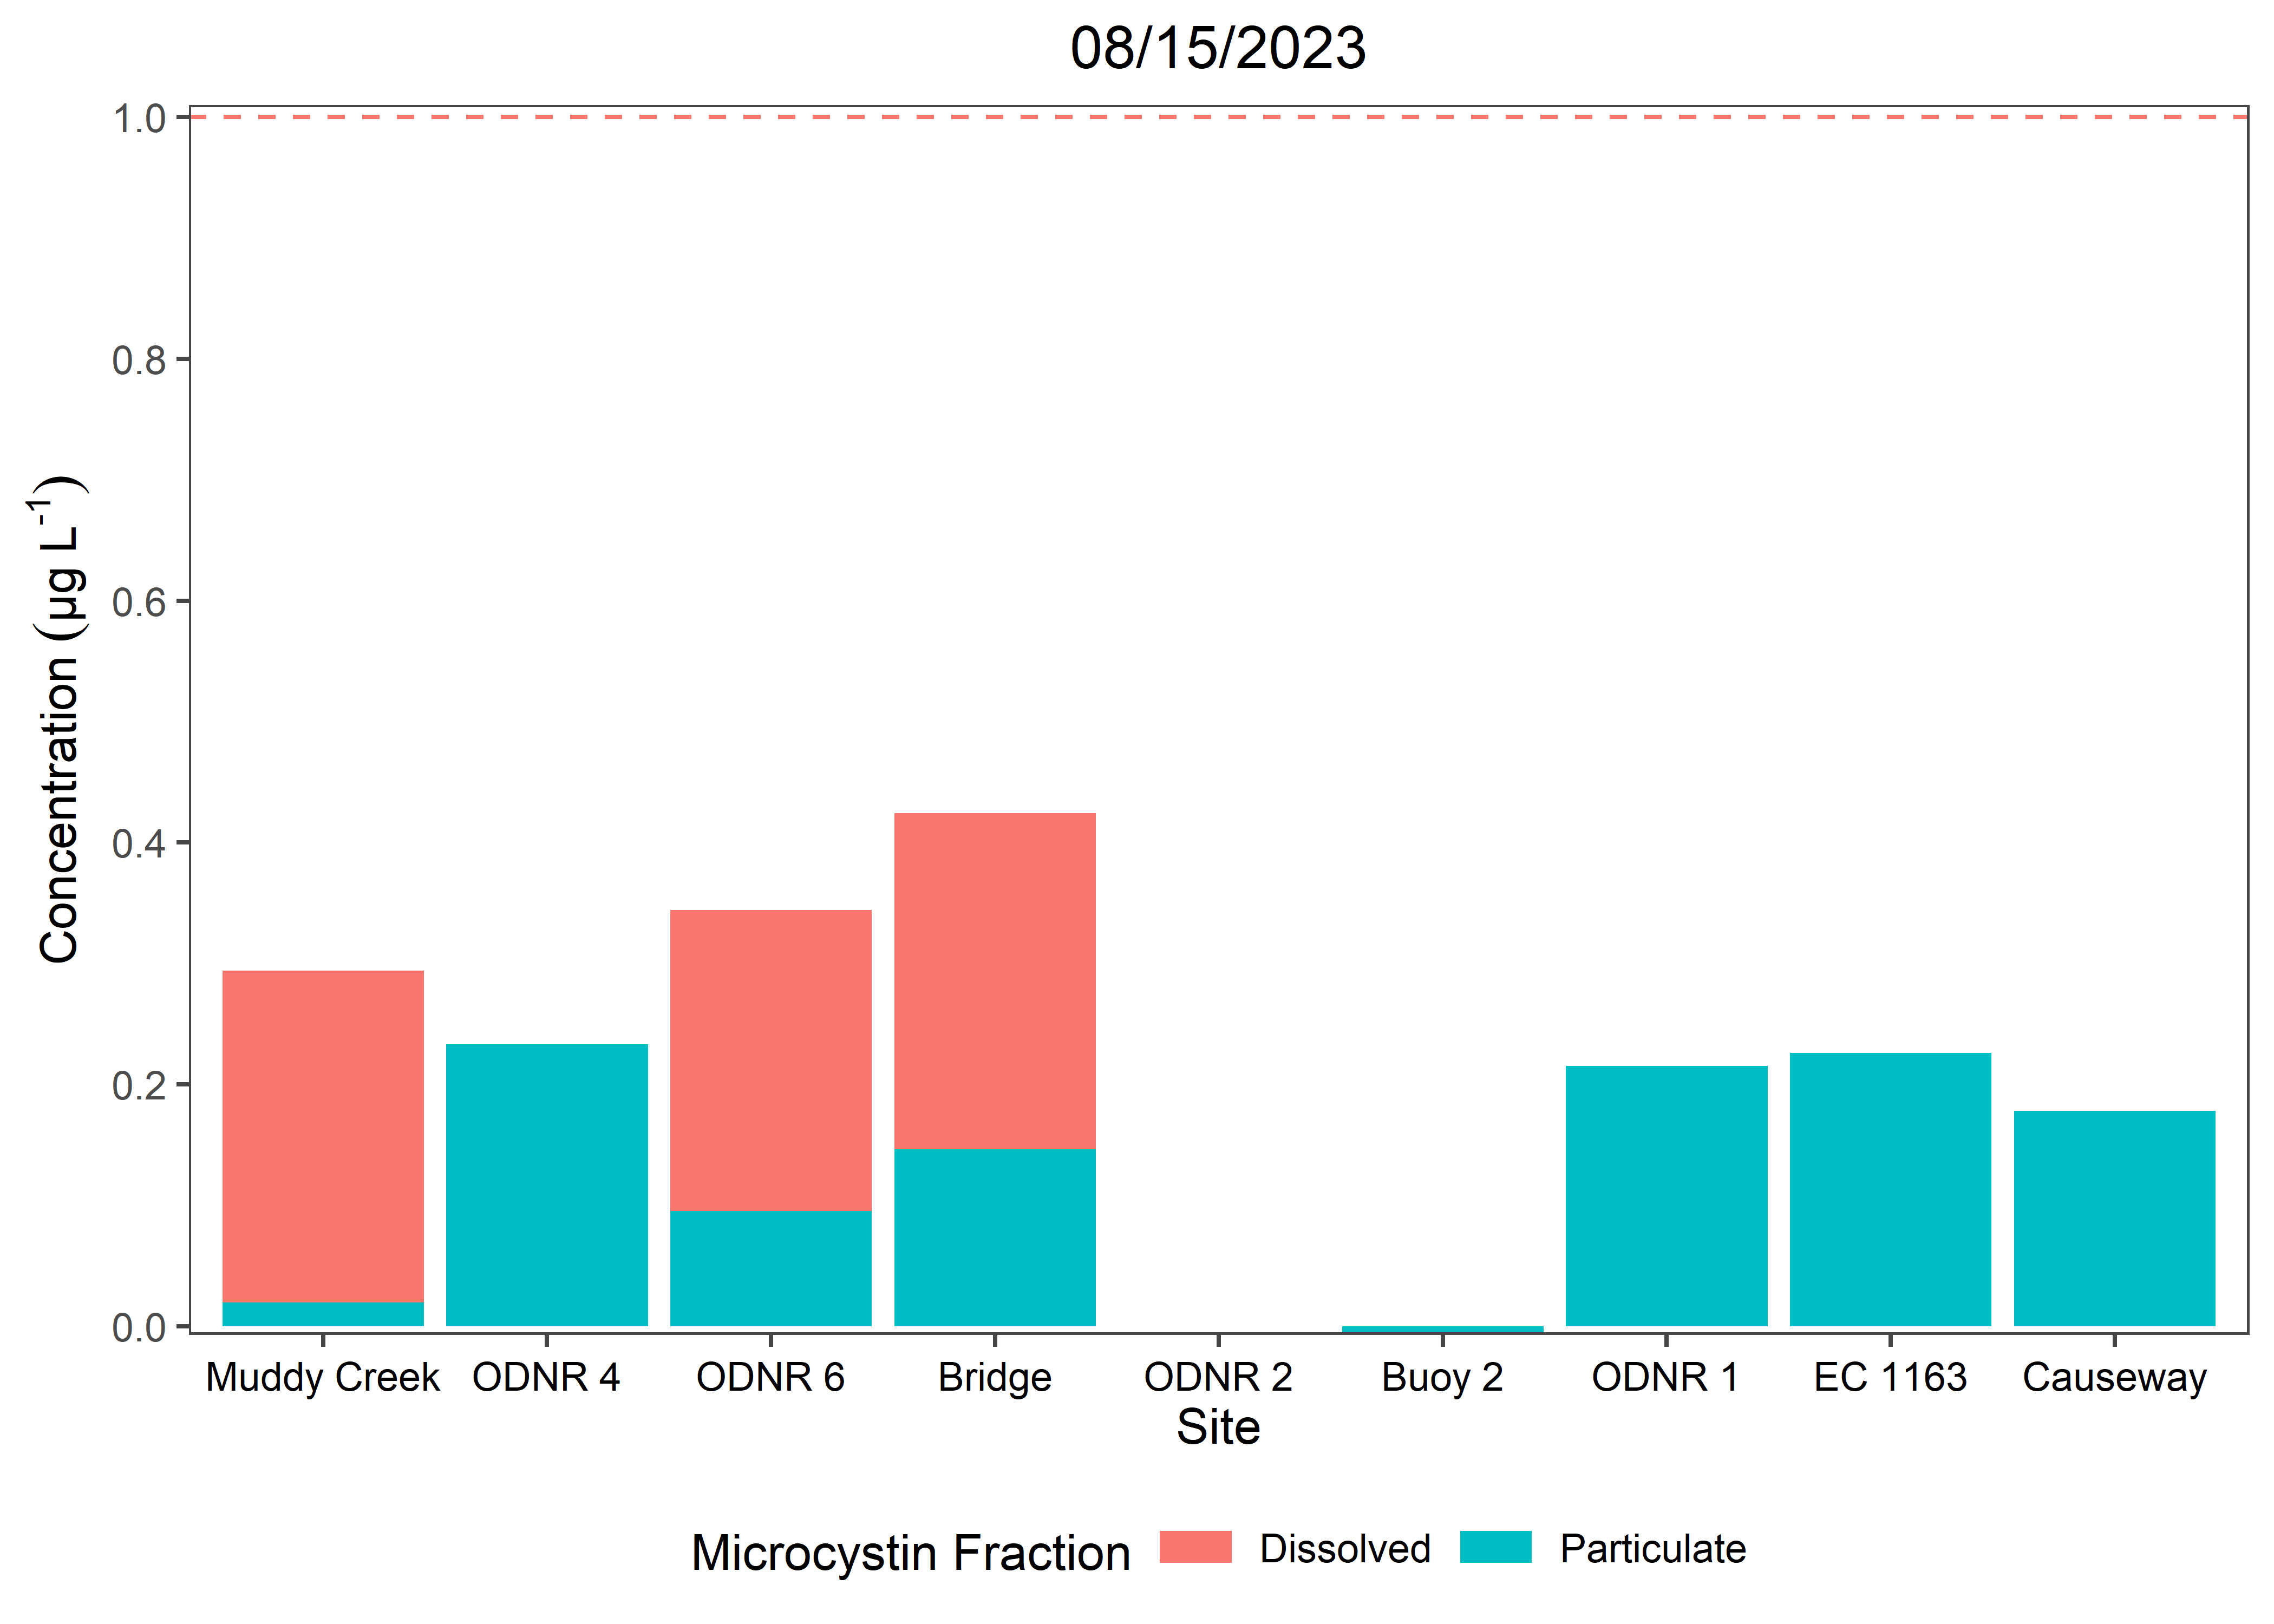 08/15/2023
1.0
0.8
0.6
0.4
0.2
0.0
Concentration (µg L⁻¹)
Muddy Creek ODNR 4 ODNR 6 Bridge ODNR 2 Buoy 2 ODNR 1 EC 1163 Causeway
Site
Microcystin Fraction Dissolved Particulate